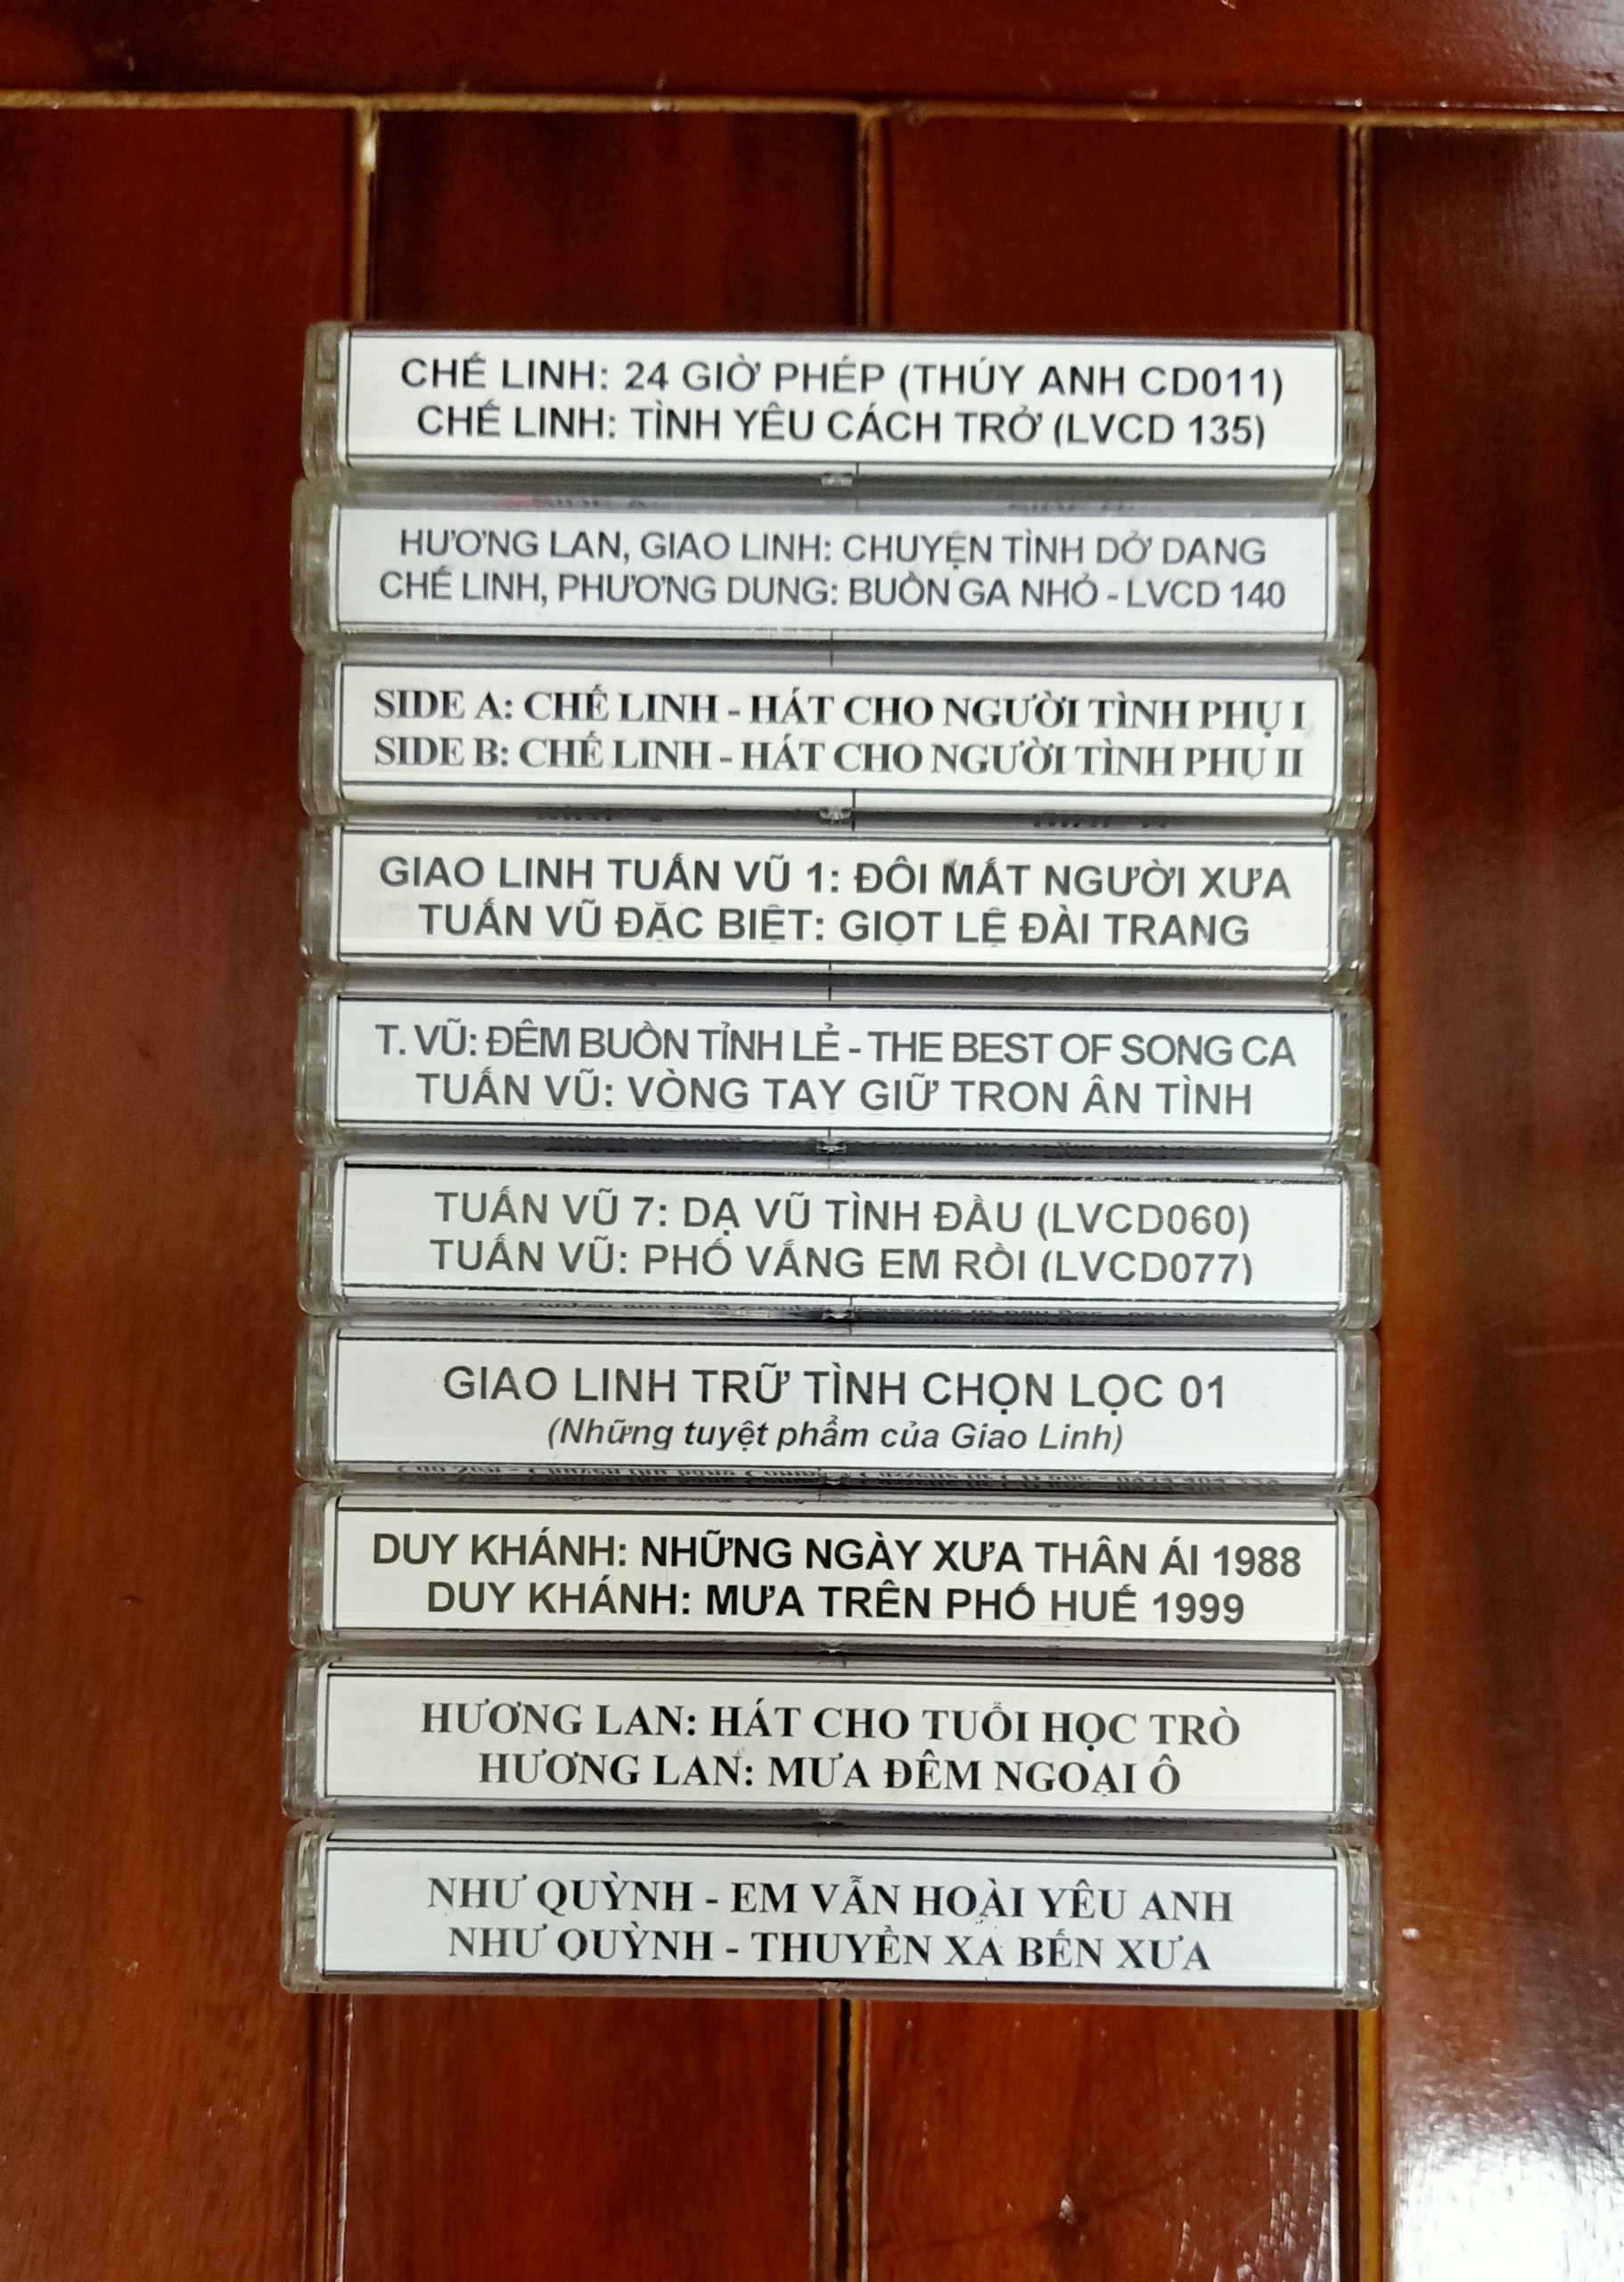 CHẾ LINH: 24 GIỜ PHÉP (THÚY ANH CD011)
CHẾ LINH: TÌNH YÊU CÁCH TRỞ (LVCD 135)
HƯƠNG LAN, GIAO LINH: CHUYỆN TÌNH DỞ DANG
CHẾ LINH, PHƯƠNG DUNG: BUỒN GA NHỎ - LVCD 140
SIDE A: CHẾ LINH - HÁT CHO NGƯỜI TÌNH PHỤ I
SIDE B: CHẾ LINH - HÁT CHO NGƯỜI TÌNH PHỤ II
GIAO LINH TUẤN VŨ 1: ĐÔI MẮT NGƯỜI XƯA
TUẤN VŨ ĐẶC BIỆT: GIỌT LỆ ĐÀI TRANG
T. VŨ: ĐÊM BUỒN TỈNH LẺ - THE BEST OF SONG CA
TUẤN VŨ: VÒNG TAY GIỮ TRỌN ÂN TÌNH
TUẤN VŨ 7: DẠ VŨ TÌNH ĐẦU (LVCD060)
TUẤN VŨ: PHỐ VẮNG EM RỒI (LVCD077)
GIAO LINH TRỮ TÌNH CHỌN LỌC 01
(Những tuyệt phẩm của Giao Linh)
DUY KHÁNH: NHỮNG NGÀY XƯA THÂN ÁI 1988
DUY KHÁNH: MƯA TRÊN PHỐ HUẾ 1999
HƯƠNG LAN: HÁT CHO TUỔI HỌC TRÒ
HƯƠNG LAN: MƯA ĐÊM NGOẠI Ô
NHƯ QUỲNH - EM VẪN HOÀI YÊU ANH
NHƯ QUỲNH - THUYỀN XA BẾN XƯA